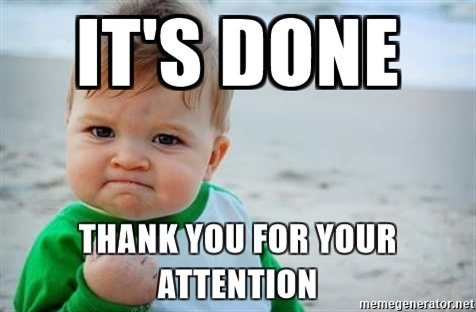 IT'S DONE
THANK YOU FOR YOUR
ATTENTION
memegenerator.net